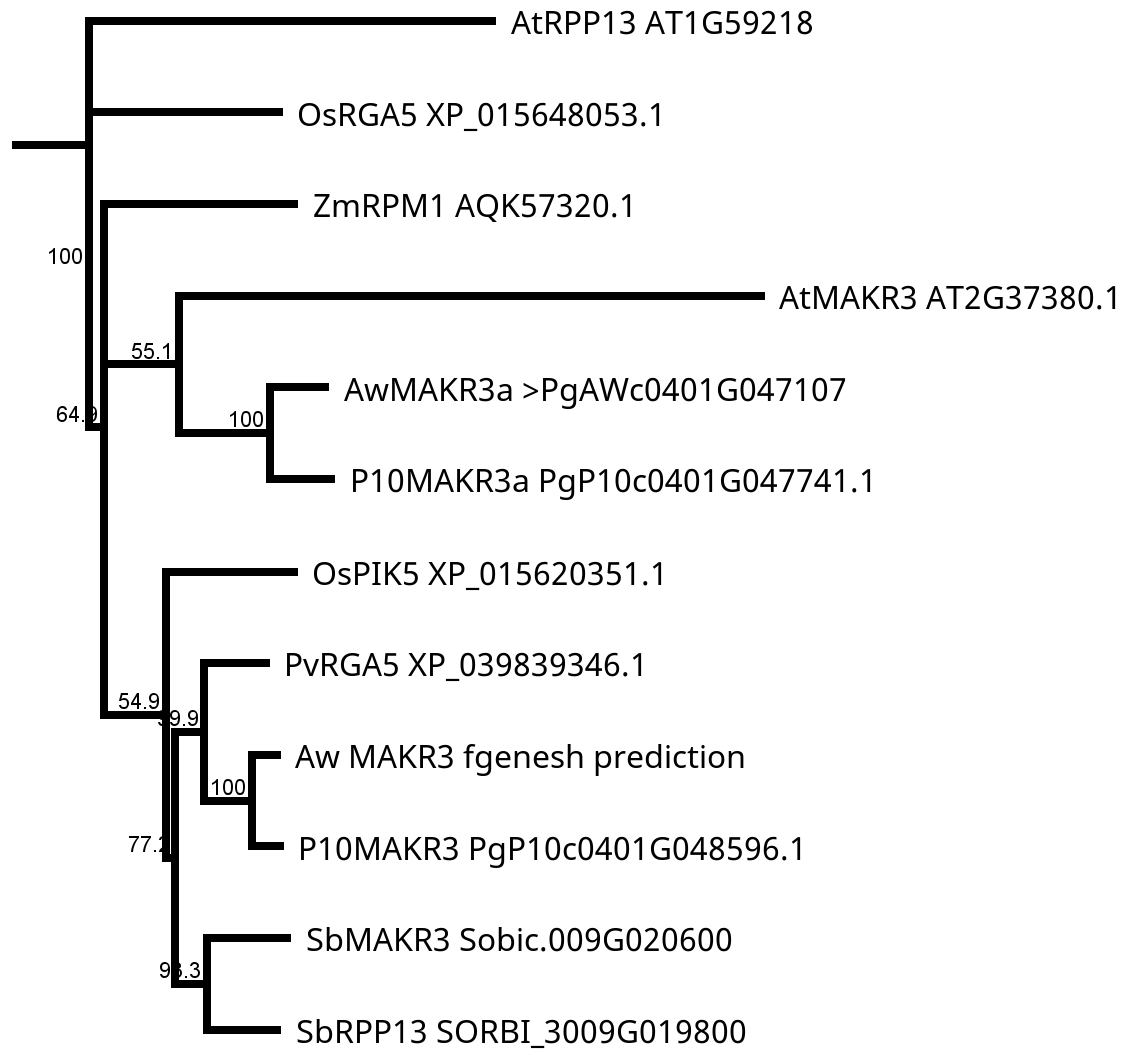 AtRPP13 AT1G59218
OsRGA5 XP_015648053.1
ZmRPM1 AQK57320.1
100
AtMAKR3 AT2G37380.1
55.1
AwMAKR3a >PgAWc0401G047107
100
64.9
P10MAKR3a PgP10c0401G047741.1
OsPIK5 XP_015620351.1
PvRGA5 XP_039839346.1
54.9
Aw MAKR3 fgenesh prediction
100
P10MAKR3 PgP10c0401G048596.1
SbMAKR3 Sobic.009G020600
SbRPP13 SORBI_3009G019800